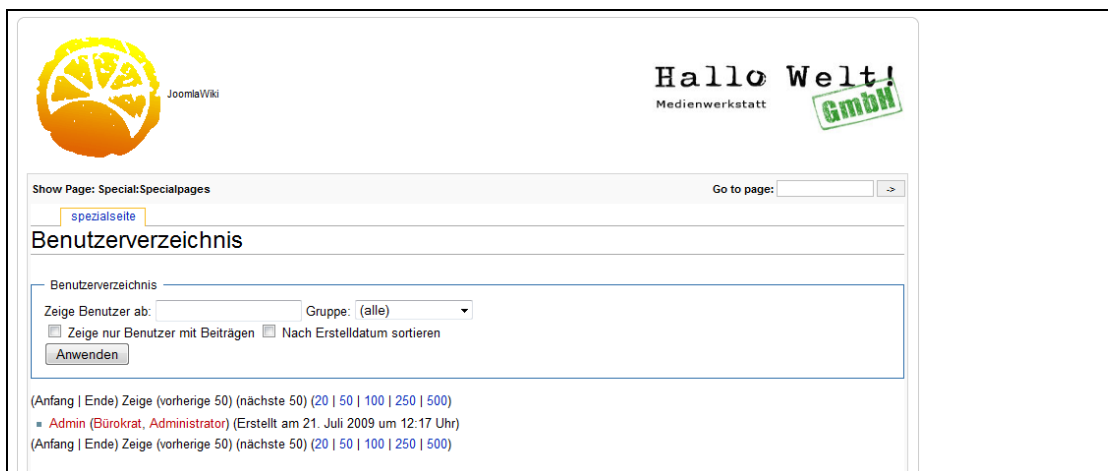 JoomlaWiki
Hallo Welt!
Medienwerkstatt
GmbH
Show Page: Special:Specialpages
Go to page:
->
spezialseite
Benutzerverzeichnis
Benutzerverzeichnis
Zeige Benutzer ab:
Gruppe: (alle)
Zeige nur Benutzer mit Beiträgen
Nach Erstelldatum sortieren
Anwenden
(Anfang | Ende) Zeige (vorherige 50) (nächste 50) (20 | 50 | 100 | 250 | 500)
Admin (Bürokrat, Administrator) (Erstellt am 21. Juli 2009 um 12:17 Uhr)
(Anfang | Ende) Zeige (vorherige 50) (nächste 50) (20 | 50 | 100 | 250 | 500)